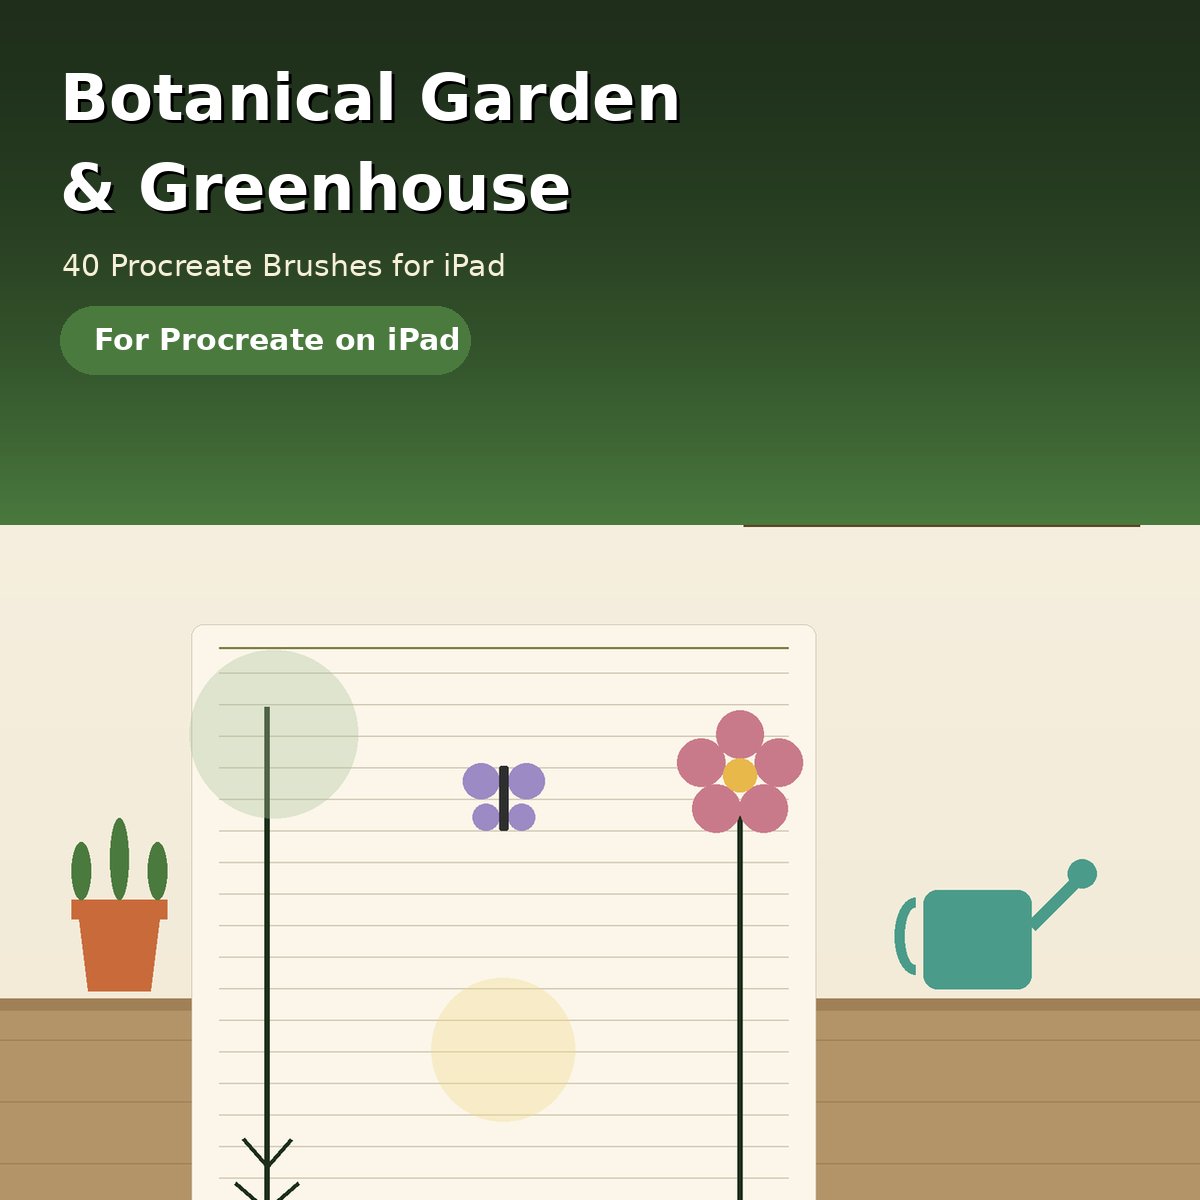 Botanical Garden
& Greenhouse
40 Procreate Brushes for iPad
For Procreate on iPad